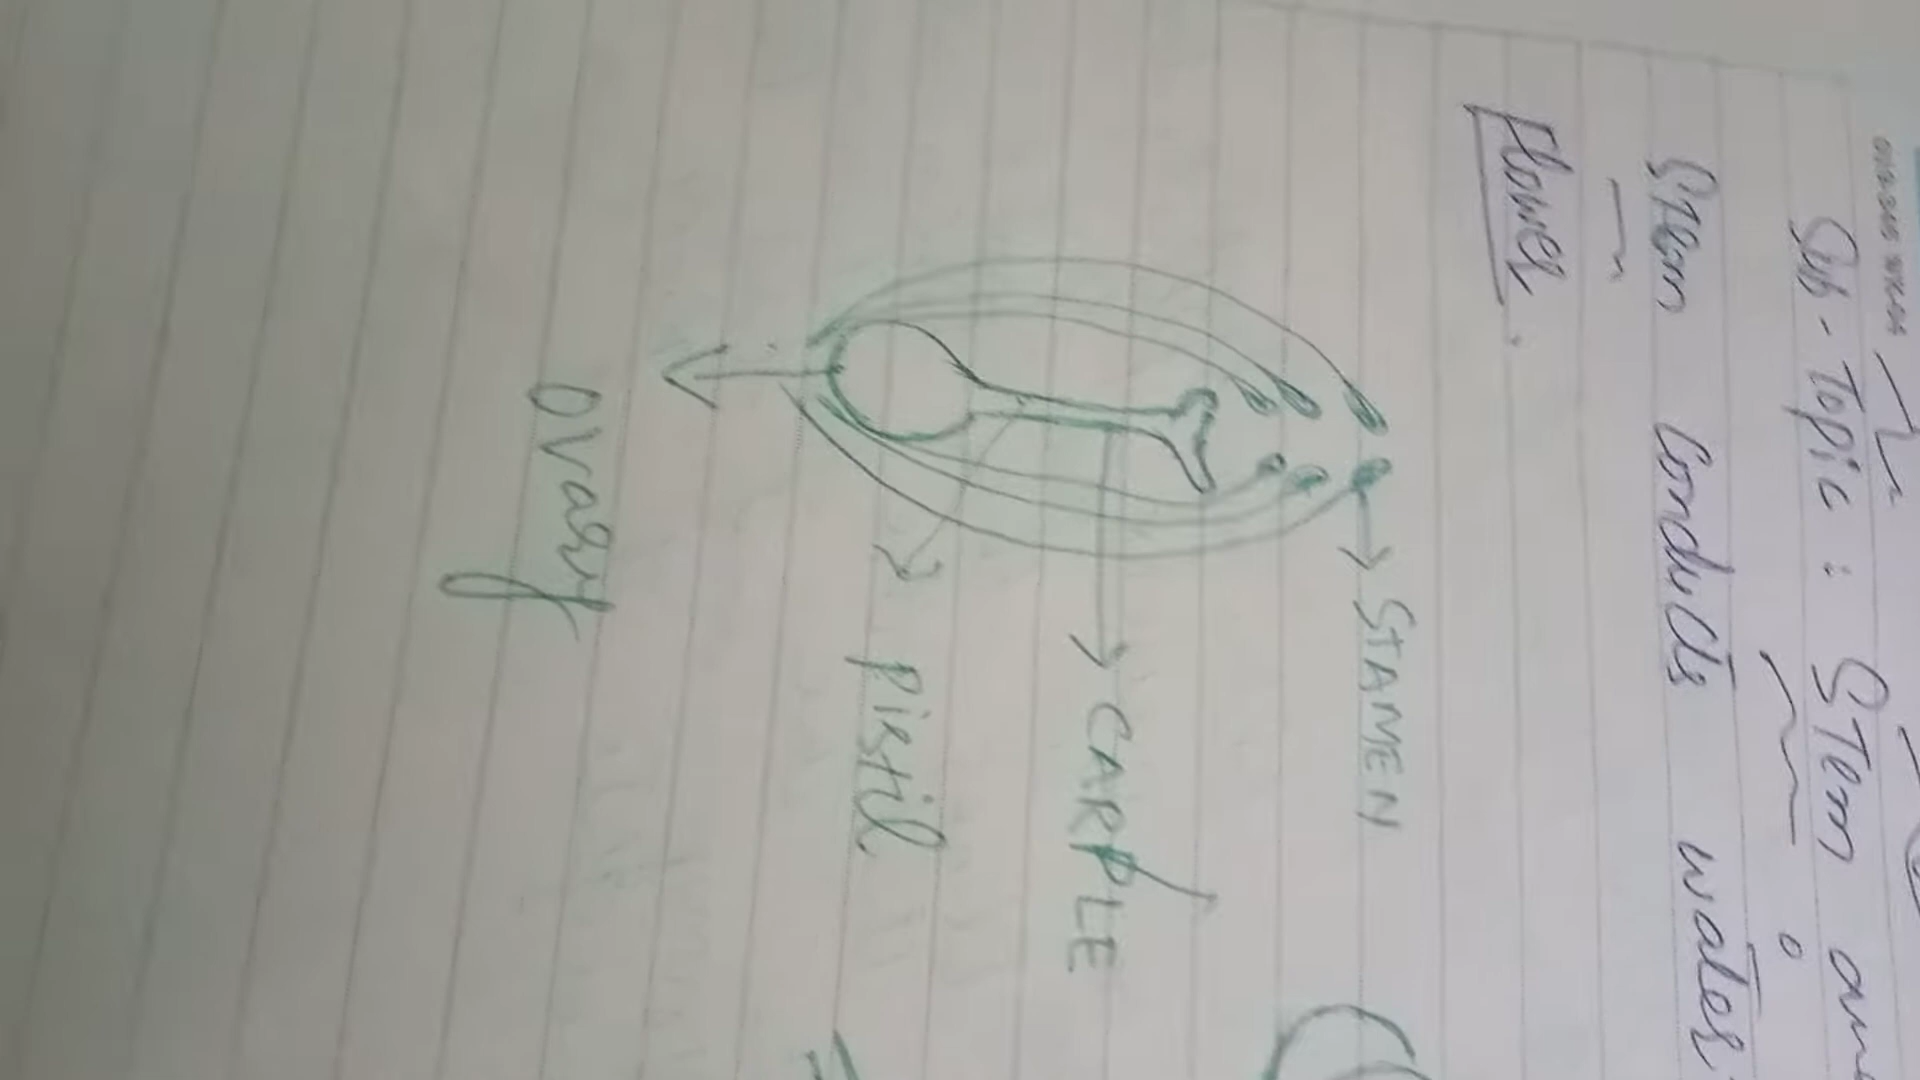 Sub-Topic : STem
STem conducts water
Flower.
STAMEN
CARPLE
pistil
ovary